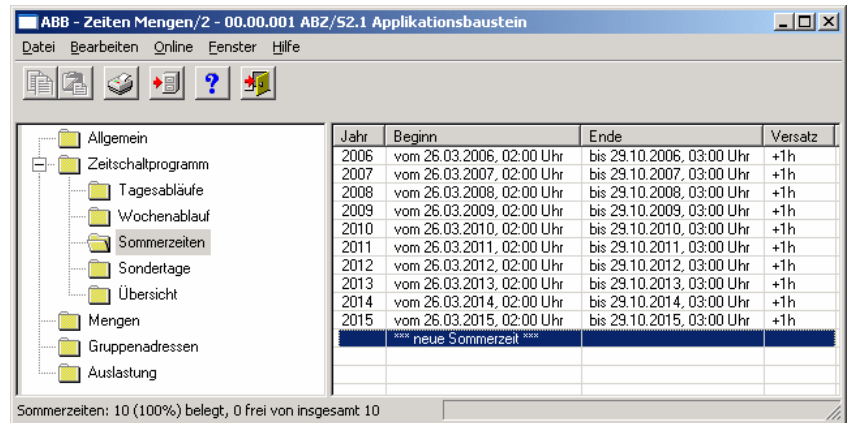 ABB - Zeiten Mengen/2 - 00.00.001 ABZ/S2.1 Applikationsbaustein
Datei Bearbeiten Online Fenster Hilfe
Allgemein
Zeitschaltprogramm
Tagesabläufe
Wochenablauf
Sommerzeiten
Sondertage
Übersicht
Mengen
Gruppenadressen
Auslastung
Jahr Beginn Ende Versatz
2006 vom 26.03.2006, 02:00 Uhr bis 29.10.2006, 03:00 Uhr +1h
2007 vom 26.03.2007, 02:00 Uhr bis 29.10.2007, 03:00 Uhr +1h
2008 vom 26.03.2008, 02:00 Uhr bis 29.10.2008, 03:00 Uhr +1h
2009 vom 26.03.2009, 02:00 Uhr bis 29.10.2009, 03:00 Uhr +1h
2010 vom 26.03.2010, 02:00 Uhr bis 29.10.2010, 03:00 Uhr +1h
2011 vom 26.03.2011, 02:00 Uhr bis 29.10.2011, 03:00 Uhr +1h
2012 vom 26.03.2012, 02:00 Uhr bis 29.10.2012, 03:00 Uhr +1h
2013 vom 26.03.2013, 02:00 Uhr bis 29.10.2013, 03:00 Uhr +1h
2014 vom 26.03.2014, 02:00 Uhr bis 29.10.2014, 03:00 Uhr +1h
2015 vom 26.03.2015, 02:00 Uhr bis 29.10.2015, 03:00 Uhr +1h
*** neue Sommerzeit ***
Sommerzeiten: 10 (100%) belegt, 0 frei von insgesamt 10